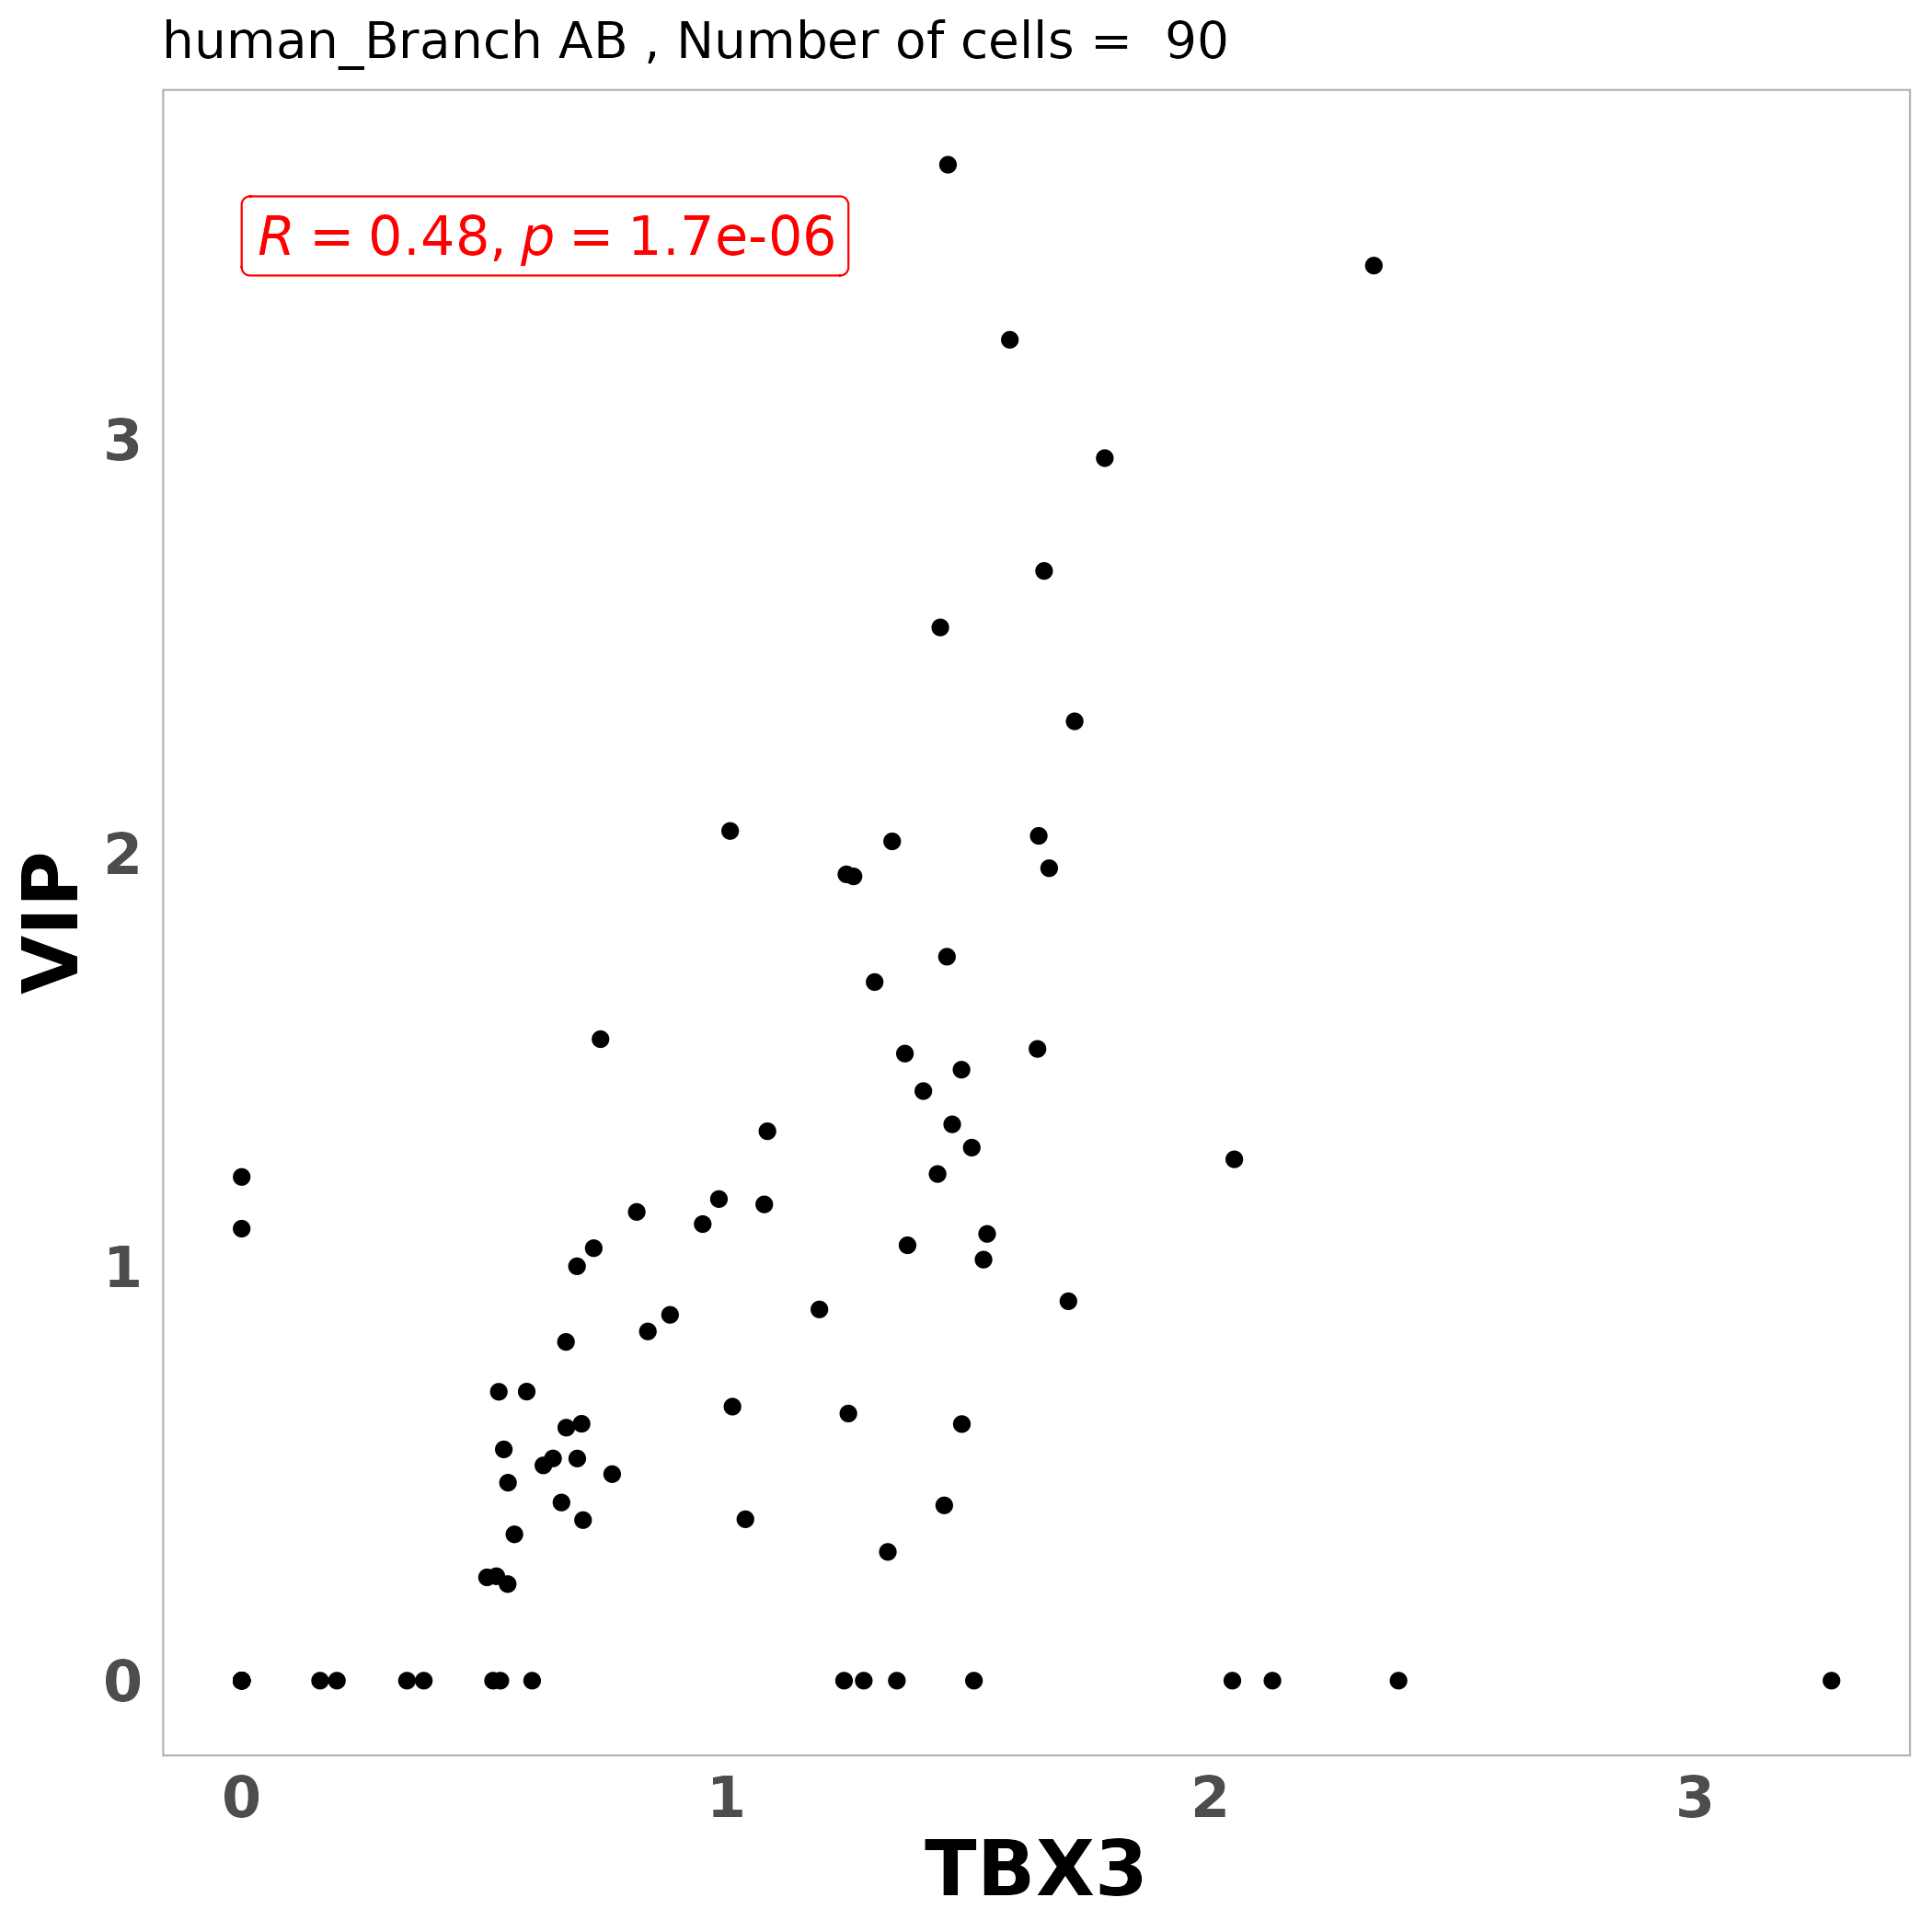 human_Branch AB , Number of cells =  90
R = 0.48, p = 1.7e-06
3
2
1
0
VIP
0 1 2 3
TBX3